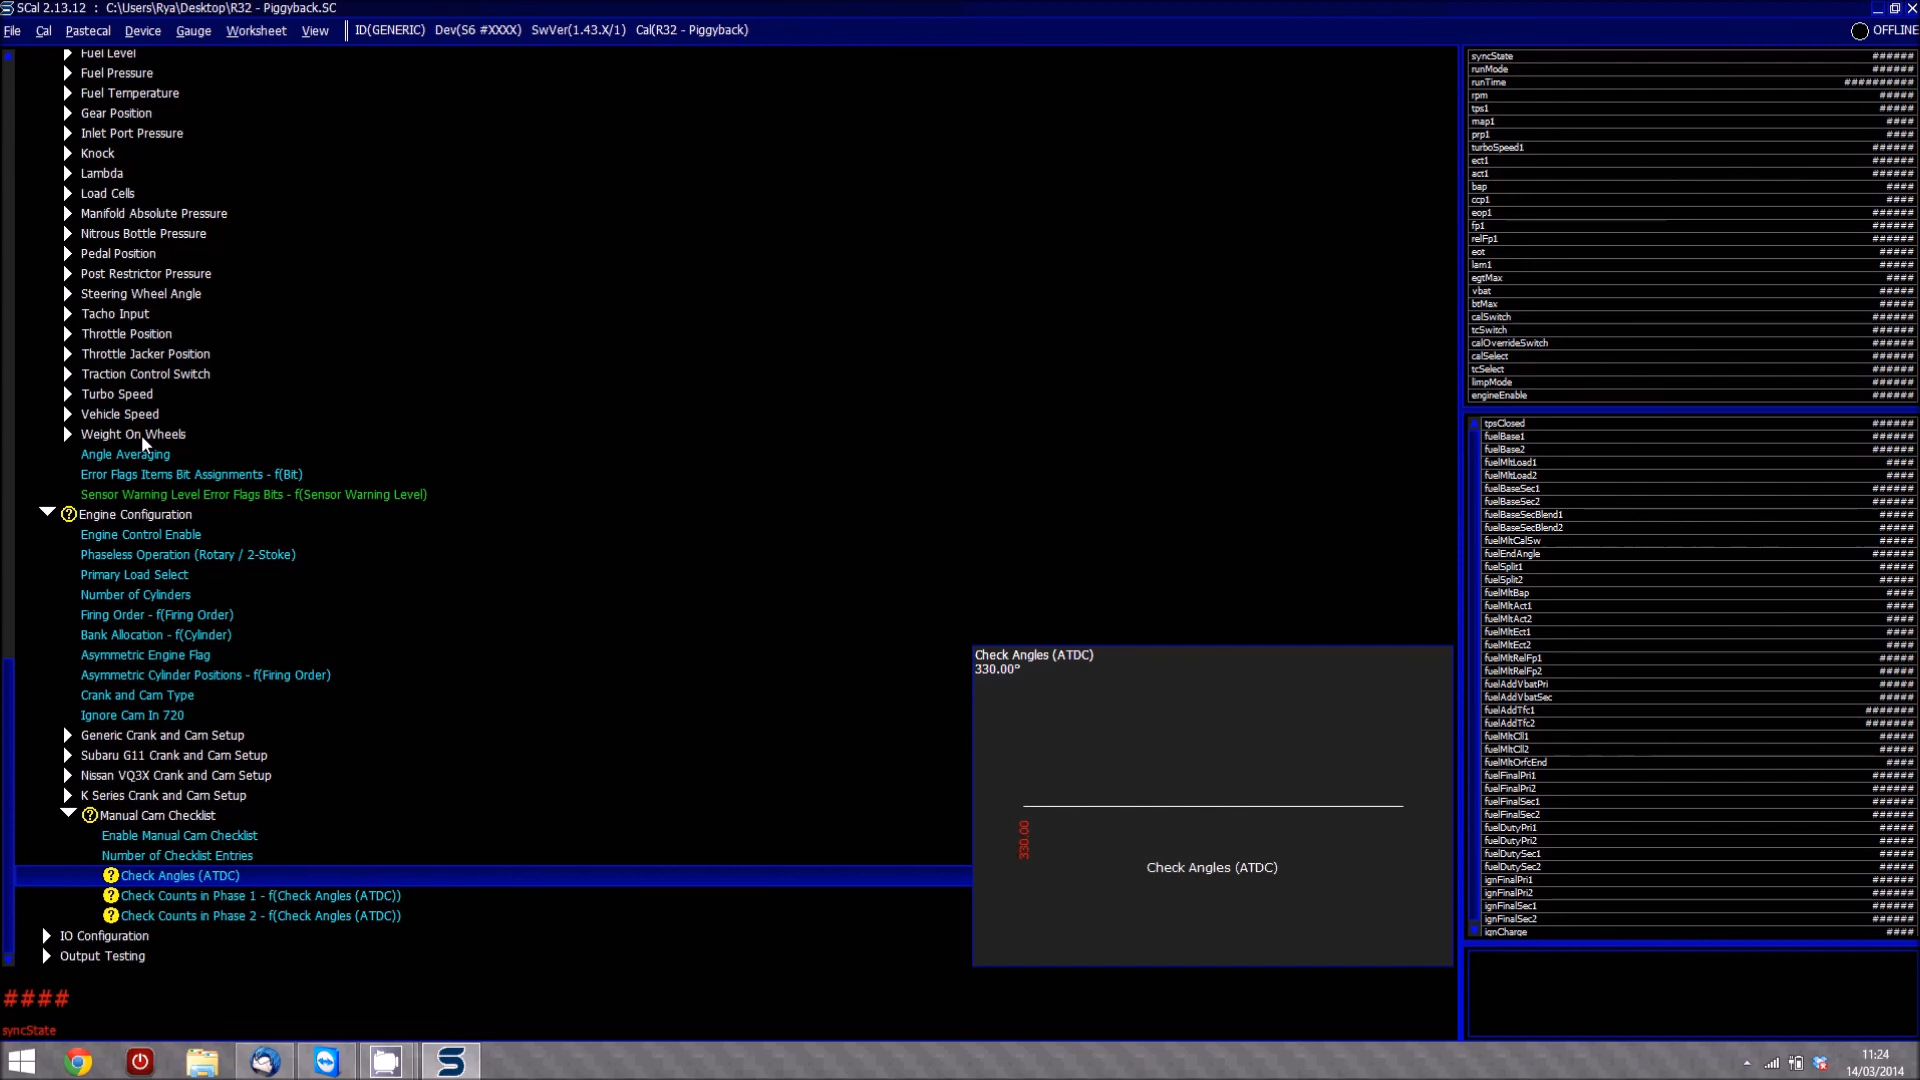 SCal 2.13.12 : C:\Users\Rya\Desktop\R32 - Piggyback.SC
File Cal Pastecal Device Gauge Worksheet View ID(GENERIC) Dev(S6 #XXXX) SwVer(1.43.X/1) Cal(R32 - Piggyback) OFFLINE
Fuel Level
Fuel Pressure
Fuel Temperature
Gear Position
Inlet Port Pressure
Knock
Lambda
Load Cells
Manifold Absolute Pressure
Nitrous Bottle Pressure
Pedal Position
Post Restrictor Pressure
Steering Wheel Angle
Tacho Input
Throttle Position
Throttle Jacker Position
Traction Control Switch
Turbo Speed
Vehicle Speed
Weight On Wheels
Angle Averaging
Error Flags Items Bit Assignments - f(Bit)
Sensor Warning Level Error Flags Bits - f(Sensor Warning Level)
Engine Configuration
Engine Control Enable
Phaseless Operation (Rotary / 2-Stoke)
Primary Load Select
Number of Cylinders
Firing Order - f(Firing Order)
Bank Allocation - f(Cylinder)
Asymmetric Engine Flag
Asymmetric Cylinder Positions - f(Firing Order)
Crank and Cam Type
Ignore Cam In 720
Generic Crank and Cam Setup
Subaru G11 Crank and Cam Setup
Nissan VQ3X Crank and Cam Setup
K Series Crank and Cam Setup
Manual Cam Checklist
Enable Manual Cam Checklist
Number of Checklist Entries
Check Angles (ATDC)
Check Counts in Phase 1 - f(Check Angles (ATDC))
Check Counts in Phase 2 - f(Check Angles (ATDC))
IO Configuration
Output Testing
####
syncState
Check Angles (ATDC)
330.00°
330.00
Check Angles (ATDC)
syncState ######
runMode ######
runTime ##########
rpm #####
tps1 #####
map1 ####
prp1 ####
turboSpeed1 ######
ect1 ####
act1 ######
bap ####
ccp1 ####
eop1 ######
fp1 #####
relFp1 #####
eot ####
lam1 #####
egtMax ####
vbat #####
btMax ####
calSwitch ######
tcSwitch ######
calOverrideSwitch ######
calSelect ######
tcSelect ######
limpMode ######
engineEnable ######
tpsClosed ######
fuelBase1 ######
fuelBase2 ######
fuelMltLoad1 ####
fuelMltLoad2 ####
fuelBaseSec1 ######
fuelBaseSec2 ######
fuelBaseSecBlend1 #####
fuelBaseSecBlend2 #####
fuelMltCalSw ####
fuelEndAngle ######
fuelSplit1 #####
fuelSplit2 #####
fuelMltBap ####
fuelMltAct1 ####
fuelMltAct2 ####
fuelMltEct1 ####
fuelMltEct2 ####
fuelMltRelFp1 #####
fuelMltRelFp2 ####
fuelAddVbatPri #####
fuelAddVbatSec #####
fuelAddTfc1 #######
fuelAddTfc2 #######
fuelMltCll1 ####
fuelMltCll2 ####
fuelMltOrfcEnd ####
fuelFinalPri1 ######
fuelFinalPri2 ######
fuelFinalSec1 ######
fuelFinalSec2 ######
fuelDutyPri1 #####
fuelDutyPri2 #####
fuelDutySec1 #####
fuelDutySec2 #####
ignFinalPri1 #####
ignFinalPri2 #####
ignFinalSec1 #####
ignFinalSec2 ######
ignCharge ####
11:24
14/03/2014